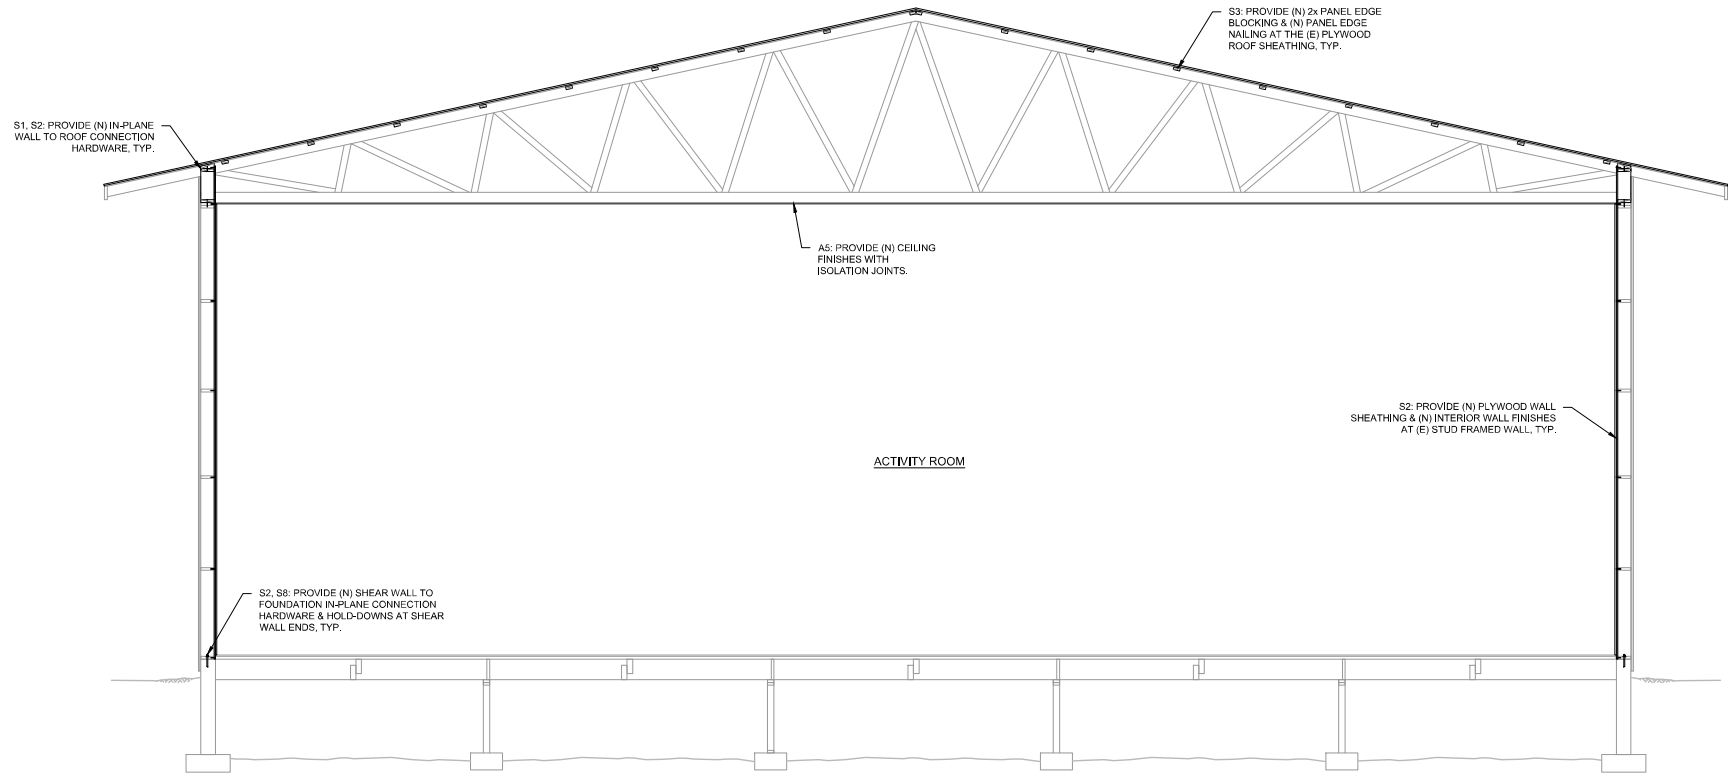 S3: PROVIDE (N) 2x PANEL EDGE
BLOCKING & (N) PANEL EDGE
NAILING AT THE (E) PLYWOOD
ROOF SHEATHING, TYP.
S1, S2: PROVIDE (N) IN-PLANE
WALL TO ROOF CONNECTION
HARDWARE, TYP.
A5: PROVIDE (N) CEILING
FINISHES WITH
ISOLATION JOINTS.
S2: PROVIDE (N) PLYWOOD WALL
SHEATHING & (N) INTERIOR WALL FINISHES
AT (E) STUD FRAMED WALL, TYP.
ACTIVITY ROOM
S2, S8: PROVIDE (N) SHEAR WALL TO
FOUNDATION IN-PLANE CONNECTION
HARDWARE & HOLD-DOWNS AT SHEAR
WALL ENDS, TYP.